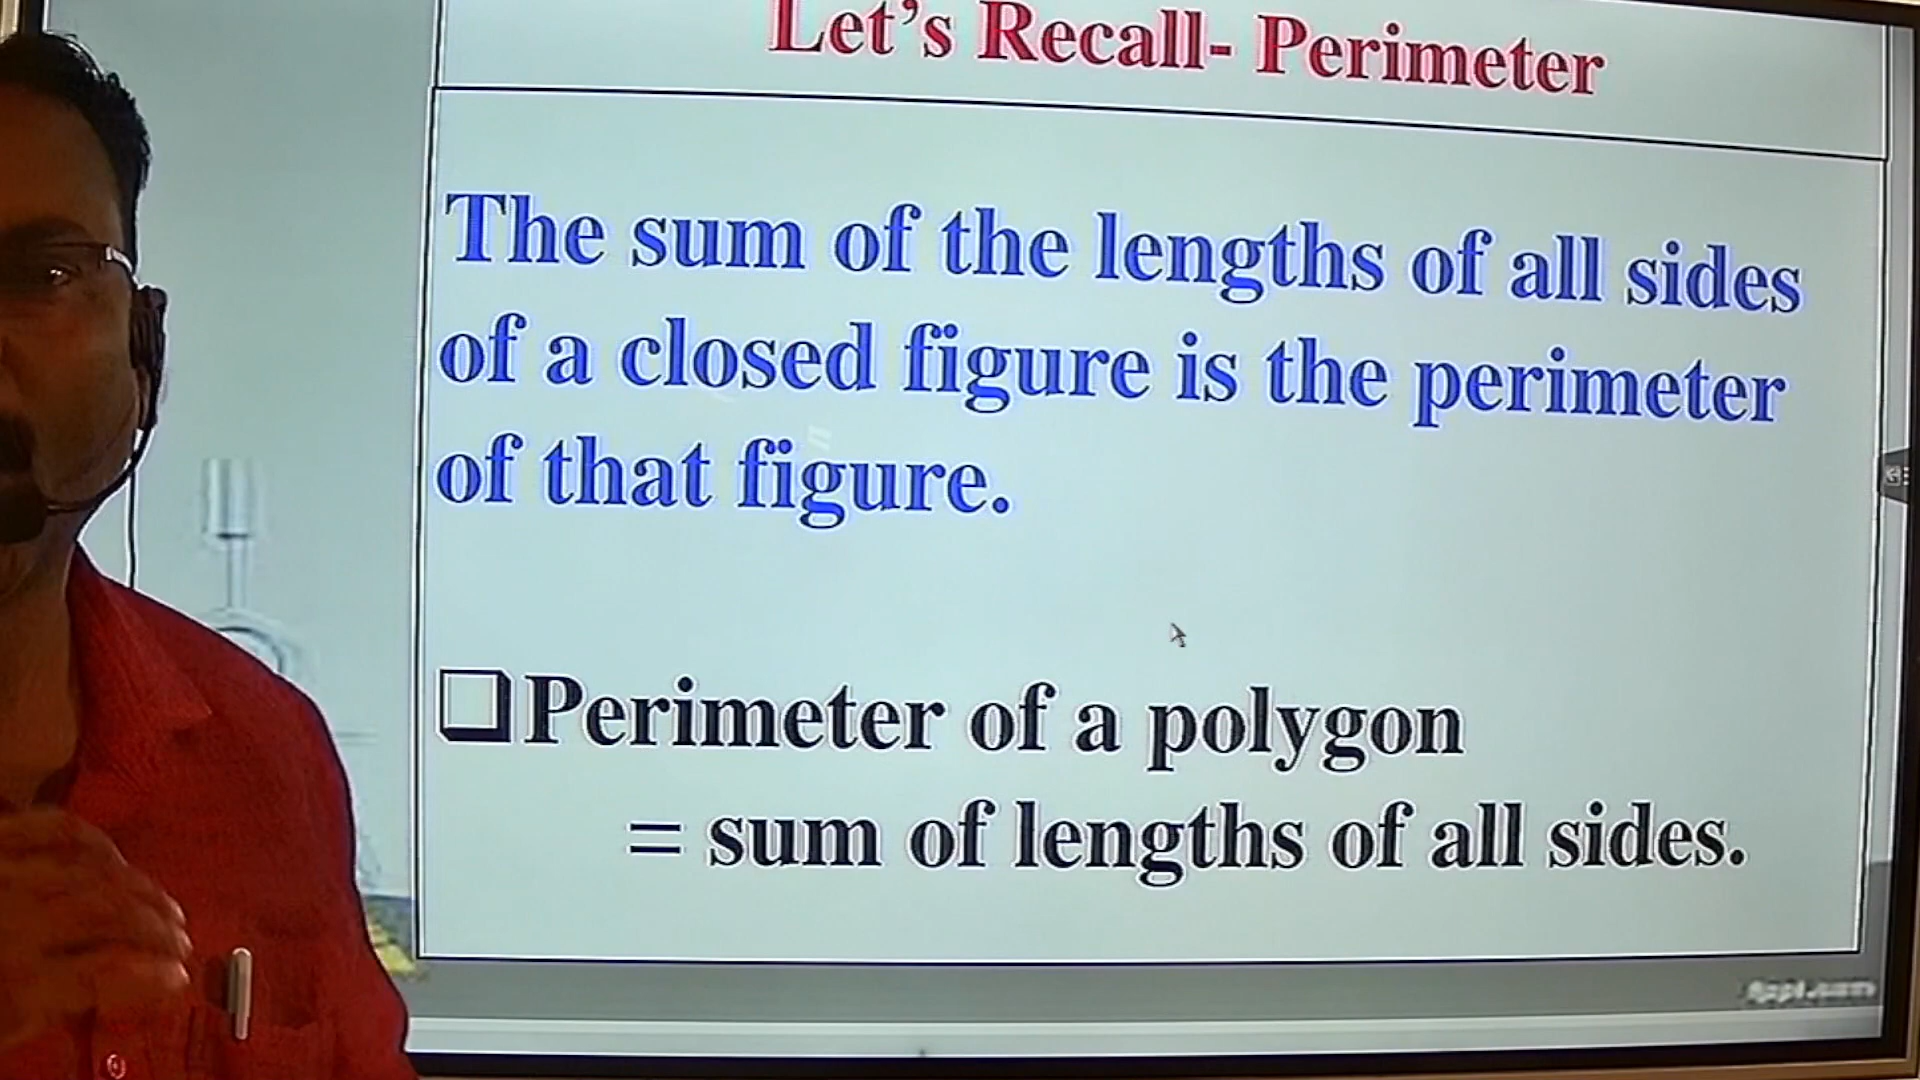 Let's Recall- Perimeter
The sum of the lengths of all sides
of a closed figure is the perimeter
of that figure.
❑Perimeter of a polygon
= sum of lengths of all sides.